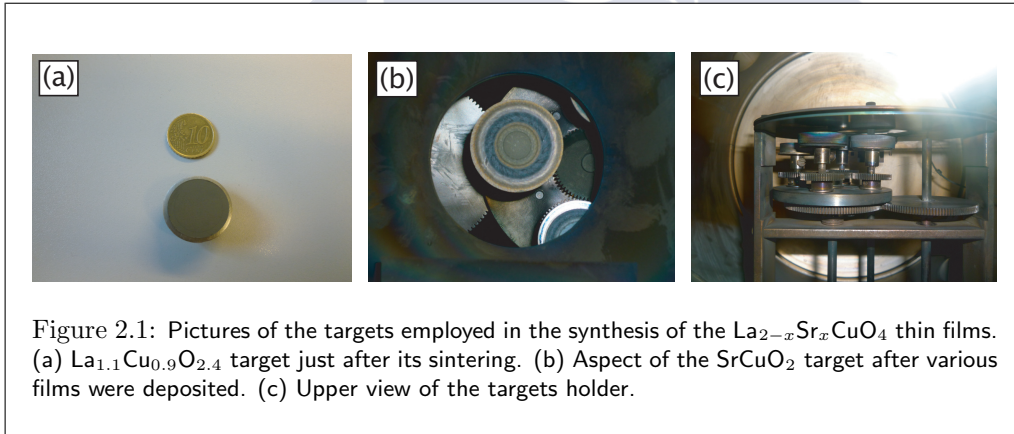 (a)
(b)
(c)
10
Figure 2.1: Pictures of the targets employed in the synthesis of the La₂₋ₓSrₓCuO₄ thin films.
(a) La₁.₁Cu₀.₉O₂.₄ target just after its sintering. (b) Aspect of the SrCuO₂ target after various
films were deposited. (c) Upper view of the targets holder.